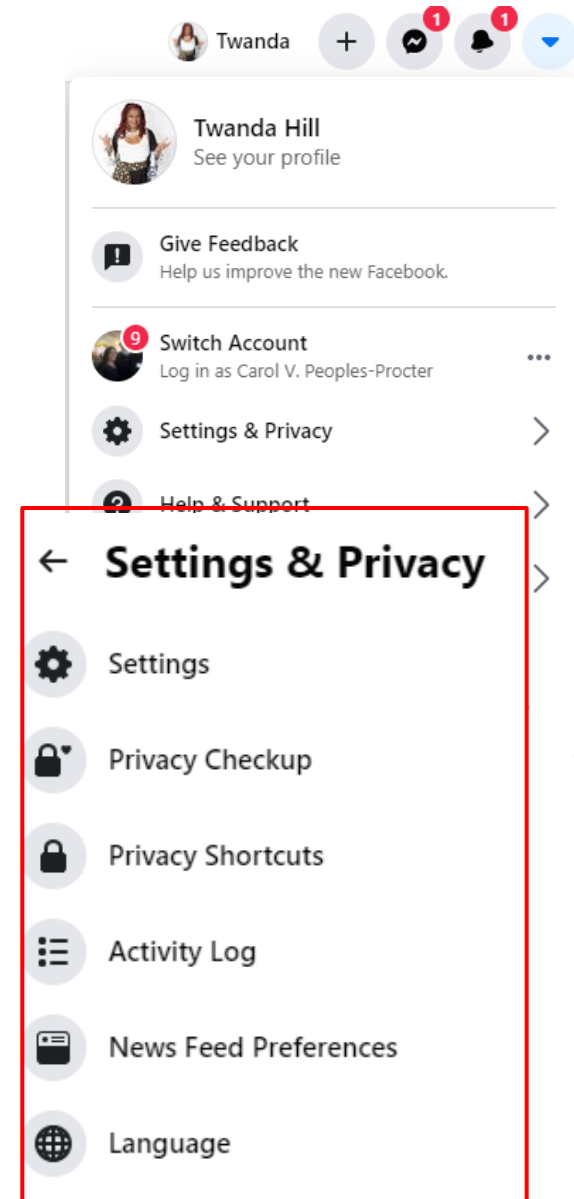 Twanda
1
1
Twanda Hill
See your profile
Give Feedback
Help us improve the new Facebook.
9
Switch Account
Log in as Carol V. Peoples-Procter
Settings & Privacy
Help & Support
Settings & Privacy
Settings
Privacy Checkup
Privacy Shortcuts
Activity Log
News Feed Preferences
Language